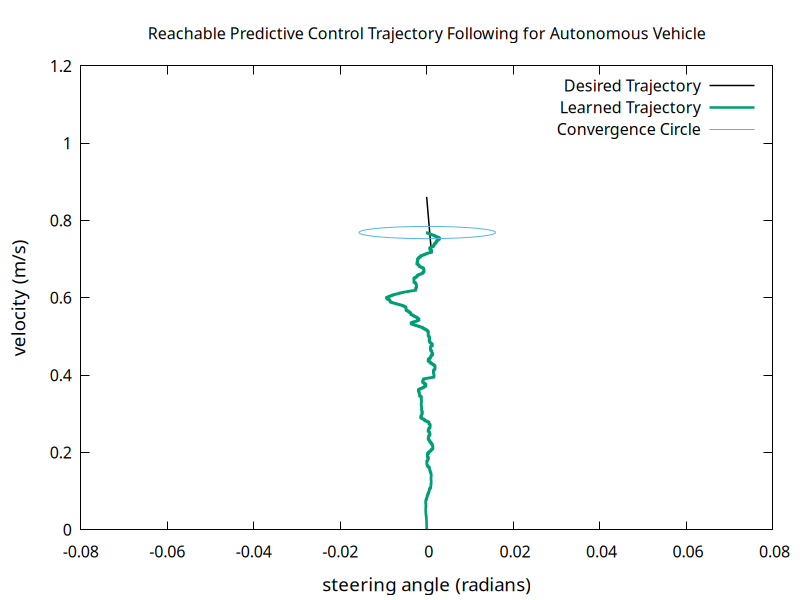 Reachable Predictive Control Trajectory Following for Autonomous Vehicle
Desired Trajectory
Learned Trajectory
Convergence Circle
velocity (m/s)
1.2
1
0.8
0.6
0.4
0.2
0
-0.08 -0.06 -0.04 -0.02 0 0.02 0.04 0.06 0.08
steering angle (radians)